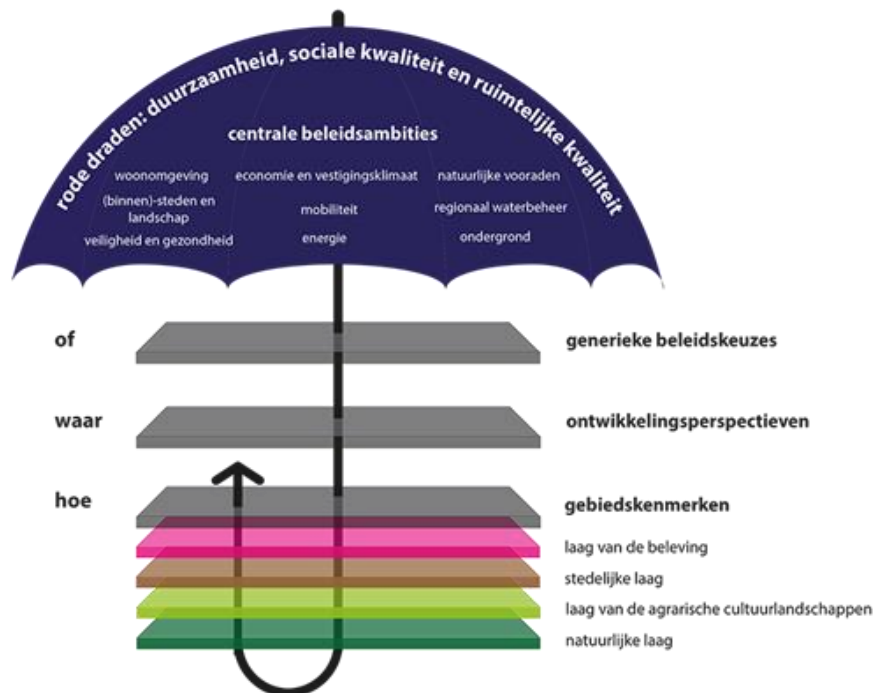 rode draden: duurzaamheid, sociale kwaliteit en ruimtelijke kwaliteit
centrale beleidsambities
woonomgeving
economie en vestigingsklimaat
natuurlijke vooraden
(binnen)-steden en
landschap
mobiliteit
regionaal waterbeheer
veiligheid en gezondheid
energie
ondergrond
of
generieke beleidskeuzes
waar
ontwikkelingsperspectieven
hoe
gebiedskenmerken
laag van de beleving
stedelijke laag
laag van de agrarische cultuurlandschappen
natuurlijke laag